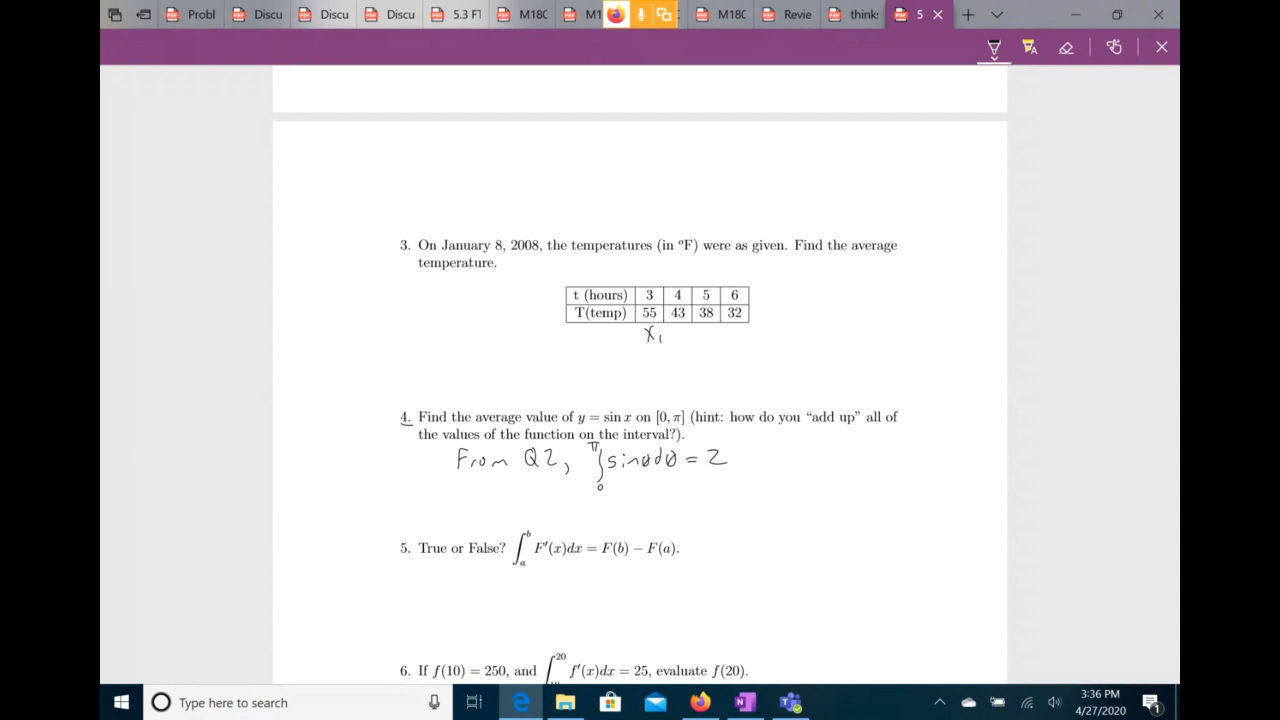 Probl Discu Discu Discu 5.3 FT M180 M1 M180 Revie think 5
3. On January 8, 2008, the temperatures (in °F) were as given. Find the average
temperature.
t (hours) 3 4 5 6
T(temp) 55 43 38 32
X₁
4. Find the average value of y = sin x on [0, π] (hint: how do you “add up” all of
the values of the function on the interval?).
From Q2, ∫₀^π sinθdθ = 2
5. True or False? ∫ₐᵇ F′(x)dx = F(b) − F(a).
6. If f(10) = 250, and ∫²⁰ f′(x)dx = 25, evaluate f(20).
Type here to search
3:36 PM
4/27/2020
1